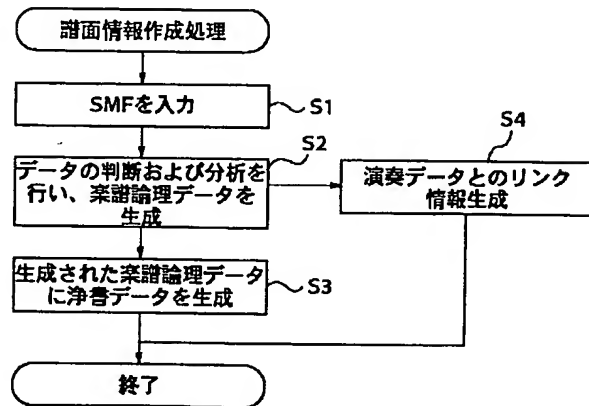 譜面情報作成処理
SMFを入力
S1
データの判断および分析を
行い、楽譜論理データを
生成
S2
演奏データとのリンク
情報生成
S4
生成された楽譜論理データ
に浄書データを生成
S3
終了